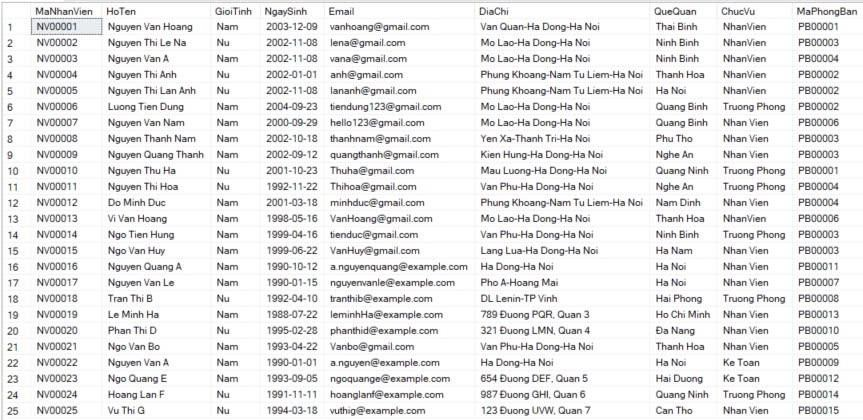 MaNhanVien HoTen GioiTinh NgaySinh Email DiaChi QueQuan ChucVu MaPhongBan
1 NV00001 Nguyen Van Hoang Nam 2003-12-09 vanhoang@gmail.com Van Quan-Ha Dong-Ha Noi Thai Binh NhanVien PB00001
2 NV00002 Nguyen Thi Le Na Nu 2002-11-08 lena@gmail.com Mo Lao-Ha Dong-Ha Noi Ninh Binh NhanVien PB00003
3 NV00003 Nguyen Van A Nam 2002-11-08 vana@gmail.com Mo Lao-Ha Dong-Ha Noi Ninh Binh NhanVien PB00004
4 NV00004 Nguyen Thi Anh Nu 2002-01-01 anh@gmail.com Phung Khoang-Nam Tu Liem-Ha Noi Thanh Hoa NhanVien PB00002
5 NV00005 Nguyen Thi Lan Anh Nu 2002-11-08 lananh@gmail.com Phung Khoang-Nam Tu Liem-Ha Noi Ha Noi NhanVien PB00002
6 NV00006 Luong Tien Dung Nam 2004-09-23 tiendung123@gmail.com Mo Lao-Ha Dong-Ha Noi Quang Binh Truong Phong PB00002
7 NV00007 Nguyen Van Nam Nam 2000-09-29 hello123@gmail.com Mo Lao-Ha Dong-Ha Noi Quang Binh Nhan Vien PB00006
8 NV00008 Nguyen Thanh Nam Nam 2002-10-18 thanhnam@gmail.com Yen Xa-Thanh Tri-Ha Noi Phu Tho Nhan Vien PB00003
9 NV00009 Nguyen Quang Thanh Nam 2002-09-12 quangthanh@gmail.com Kien Hung-Ha Dong-Ha Noi Nghe An Nhan Vien PB00003
10 NV00010 Nguyen Thu Ha Nu 2001-10-23 Thuha@gmail.com Mau Luong-Ha Dong-Ha Noi Quang Ninh Truong Phong PB00001
11 NV00011 Nguyen Thi Hoa Nu 1992-11-22 Thihoa@gmail.com Van Phu-Ha Dong-Ha Noi Nghe An Truong Phong PB00004
12 NV00012 Do Minh Duc Nam 2001-03-18 minhduc@gmail.com Phung Khoang-Nam Tu Liem-Ha Noi Nam Dinh Nhan Vien PB00004
13 NV00013 Vi Van Hoang Nam 1998-05-16 VanHoang@gmail.com Mo Lao-Ha Dong-Ha Noi Thanh Hoa NhanVien PB00006
14 NV00014 Ngo Tien Hung Nam 1999-04-16 tienduc@gmail.com Van Phu-Ha Dong-Ha Noi Ninh Binh Truong Phong PB00003
15 NV00015 Ngo Van Huy Nam 1999-06-22 VanHuy@gmail.com Lang Lua-Ha Dong-Ha Noi Ha Nam Nhan Vien PB00003
16 NV00016 Nguyen Quang A Nam 1990-10-12 a.nguyenquang@example.com Ha Dong-Ha Noi Ha Noi Nhan Vien PB00011
17 NV00017 Nguyen Van Le Nam 1990-01-15 nguyenvanle@example.com Pho A-Hoang Mai Ha Noi Nhan Vien PB00007
18 NV00018 Tran Thi B Nu 1992-04-10 tranthib@example.com DL Lenin-TP Vinh Hai Phong Truong Phong PB00008
19 NV00019 Le Minh Ha Nam 1988-07-22 leminhHa@example.com 789 Đuong PQR, Quan 3 Ho Chi Minh Nhan Vien PB00013
20 NV00020 Phan Thi D Nu 1995-02-28 phanthid@example.com 321 Đuong LMN, Quan 4 Đa Nang Nhan Vien PB00010
21 NV00021 Ngo Van Bo Nam 1993-04-22 Vanbo@gmail.com Van Phu-Ha Dong-Ha Noi Thanh Hoa Nhan Vien PB00005
22 NV00022 Nguyen Van A Nam 1990-01-01 a.nguyen@example.com Ha Dong-Ha Noi Ha Noi Ke Toan PB00009
23 NV00023 Ngo Quang E Nam 1993-09-05 ngoquange@example.com 654 Đuong DEF, Quan 5 Hai Duong Ke Toan PB00012
24 NV00024 Hoang Lan F Nu 1991-11-11 hoanglanf@example.com 987 Đuong GHI, Quan 6 Quang Ninh Truong Phong PB00014
25 NV00025 Vu Thi G Nu 1994-03-18 vuthig@example.com 123 Đuong UVW, Quan 7 Can Tho Nhan Vien PB00015